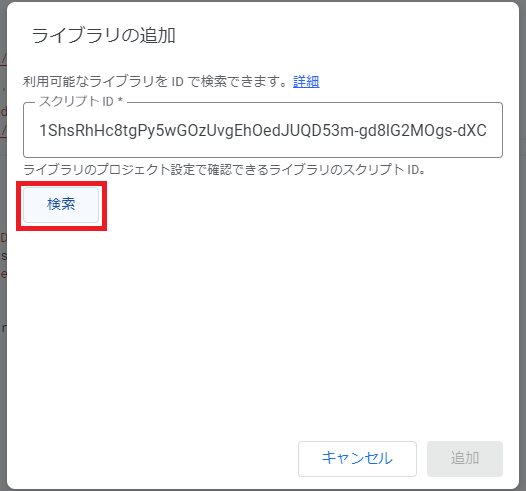 ライブラリの追加
利用可能なライブラリを ID で検索できます。詳細
スクリプト ID *
1ShsRhHc8tgPy5wGOzUvgEhOedJUQD53m-gd8lG2MOgs-dXC
ライブラリのプロジェクト設定で確認できるライブラリのスクリプト ID。
検索
キャンセル
追加